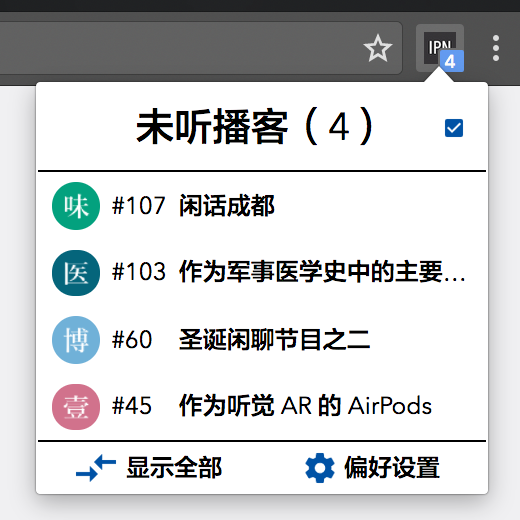 IPN
4
未听播客（4）
味 #107 闲话成都
医 #103 作为军事医学史中的主要…
博 #60 圣诞闲聊节目之二
壹 #45 作为听觉 AR 的 AirPods
显示全部 偏好设置